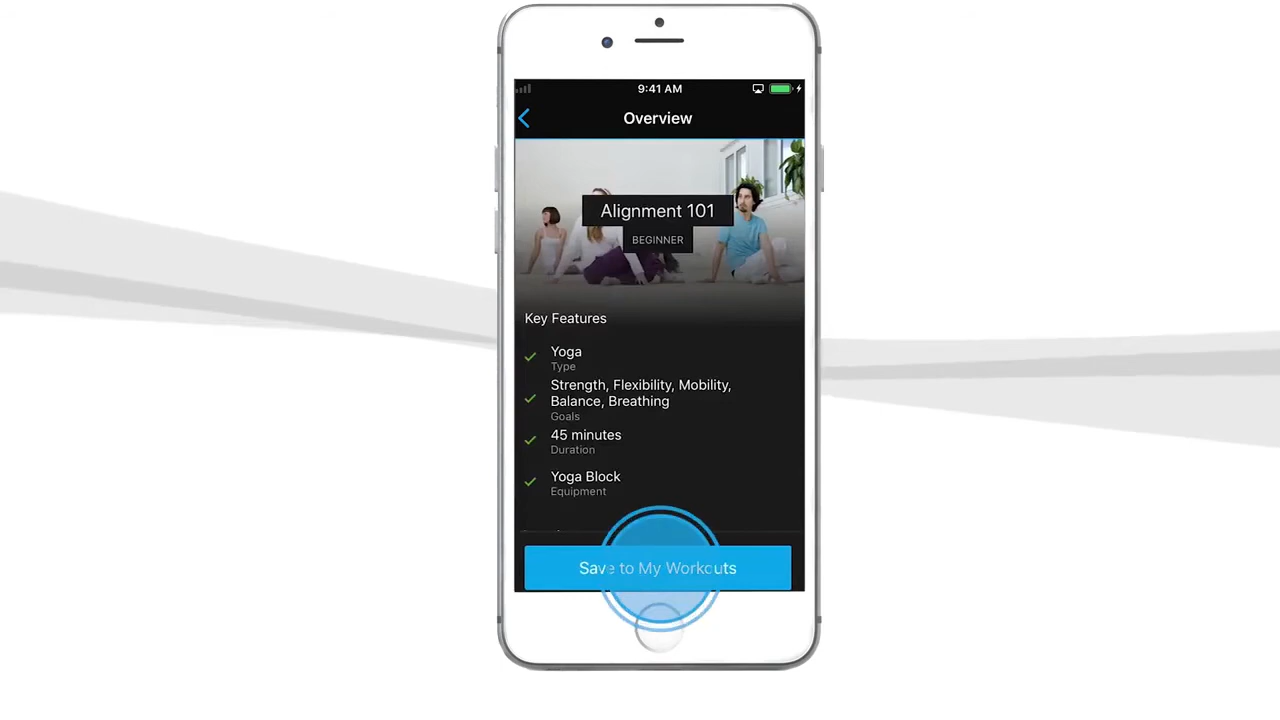 9:41 AM
Overview
Alignment 101
BEGINNER
Key Features
Yoga
Type
Strength, Flexibility, Mobility,
Balance, Breathing
Goals
45 minutes
Duration
Yoga Block
Equipment
Save to My Workouts